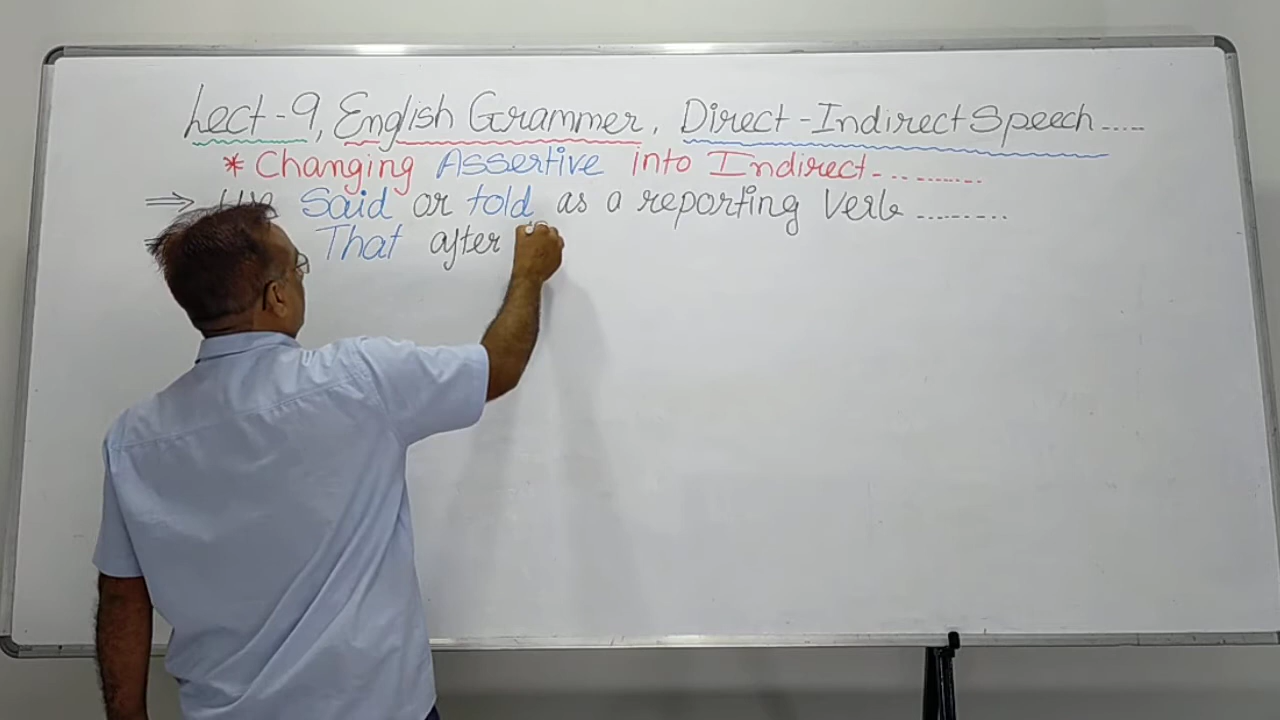 Lect-9, English Grammer, Direct-Indirect Speech.....
* Changing Assertive into Indirect..........
⇒ Said or told as a reporting Verb .........
That after